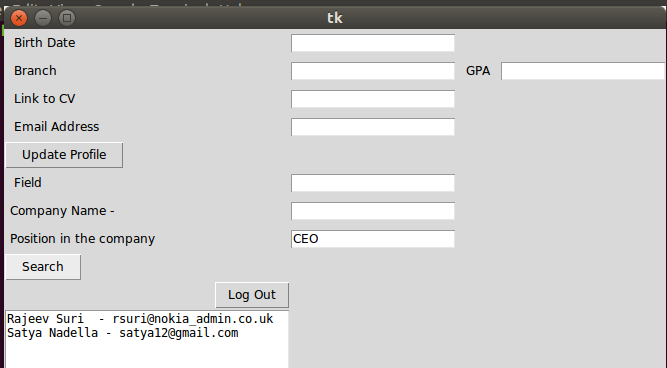 tk
Birth Date
Branch GPA
Link to CV
Email Address
Update Profile
Field
Company Name -
Position in the company CEO
Search
Log Out
Rajeev Suri  - rsuri@nokia_admin.co.uk
Satya Nadella - satya12@gmail.com